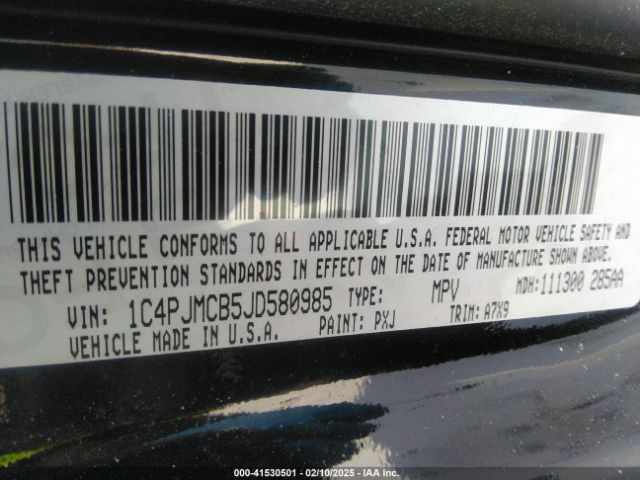 THIS VEHICLE CONFORMS TO ALL APPLICABLE U.S.A. FEDERAL MOTOR VEHICLE SAFETY AND
THEFT PREVENTION STANDARDS IN EFFECT ON THE DATE OF MANUFACTURE SHOWN ABOVE.
VIN: 1C4PJMCB5JD580985 TYPE: MPV MDH: 111300 285AA
VEHICLE MADE IN U.S.A. PAINT: PXJ TRIM: A7X9
000-41530501 - 02/10/2025 - IAA Inc.